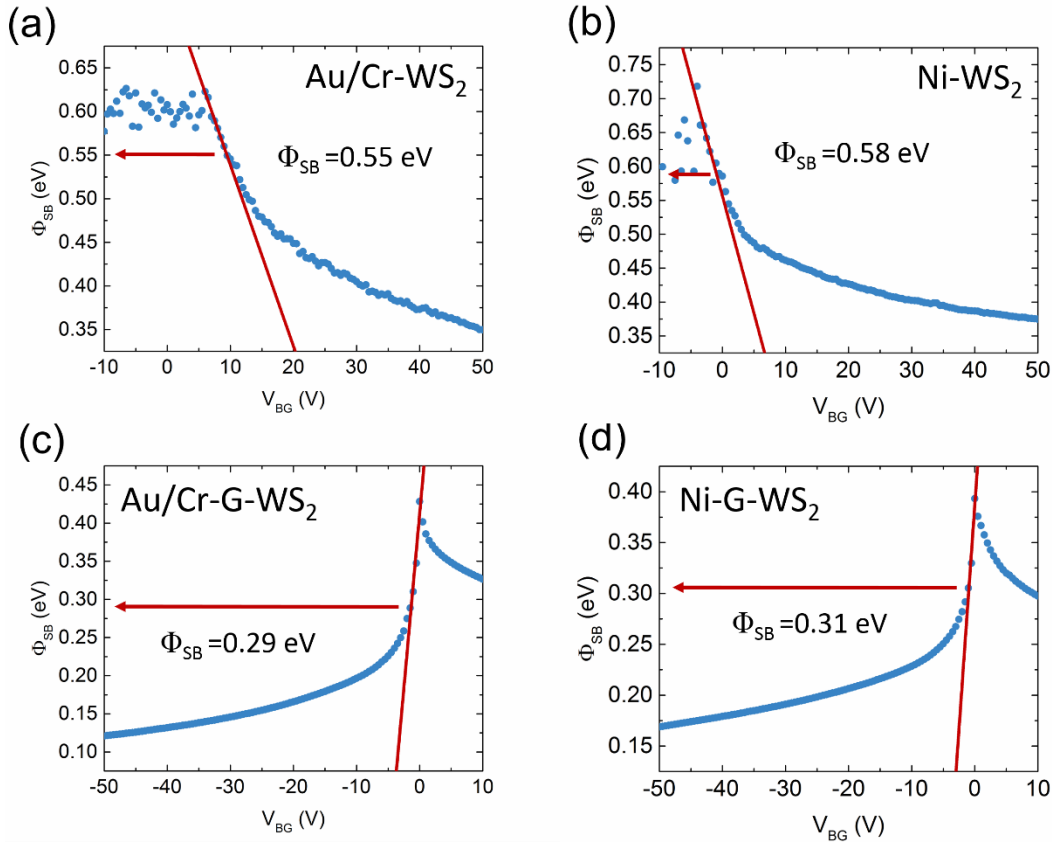 (a)
Au/Cr-WS₂
Φ_SB =0.55 eV
Φ_SB (eV)
0.65
0.60
0.55
0.50
0.45
0.40
0.35
-10 0 10 20 30 40 50
V_BG (V)
(b)
Ni-WS₂
Φ_SB =0.58 eV
Φ_SB (eV)
0.75
0.70
0.65
0.60
0.55
0.50
0.45
0.40
0.35
-10 0 10 20 30 40 50
V_BG (V)
(c)
Au/Cr-G-WS₂
Φ_SB =0.29 eV
Φ_SB (eV)
0.45
0.40
0.35
0.30
0.25
0.20
0.15
0.10
-50 -40 -30 -20 -10 0 10
V_BG (V)
(d)
Ni-G-WS₂
Φ_SB =0.31 eV
Φ_SB (eV)
0.40
0.35
0.30
0.25
0.20
0.15
-50 -40 -30 -20 -10 0 10
V_BG (V)